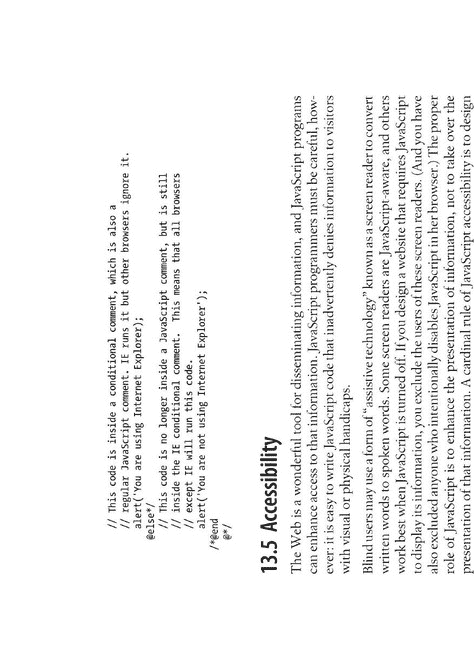 // This code is inside a conditional comment, which is also a
// regular JavaScript comment. IE runs it but other browsers ignore it.
alert('You are using Internet Explorer);
@else*/
// This code is no longer inside a JavaScript comment, but is still
// inside the IE conditional comment.  This means that all browsers
// except IE will run this code.
alert('You are not using Internet Explorer');
/*@end
@*/
13.5 Accessibility
The Web is a wonderful tool for disseminating information, and JavaScript programs
can enhance access to that information. JavaScript programmers must be careful, how-
ever: it is easy to write JavaScript code that inadvertently denies information to visitors
with visual or physical handicaps.
Blind users may use a form of “assistive technology” known as a screen reader to convert
written words to spoken words. Some screen readers are JavaScript-aware, and others
work best when JavaScript is turned off. If you design a website that requires JavaScript
to display its information, you exclude the users of these screen readers. (And you have
also excluded anyone who intentionally disables JavaScript in her browser.) The proper
role of JavaScript is to enhance the presentation of information, not to take over the
presentation of that information. A cardinal rule of JavaScript accessibility is to design